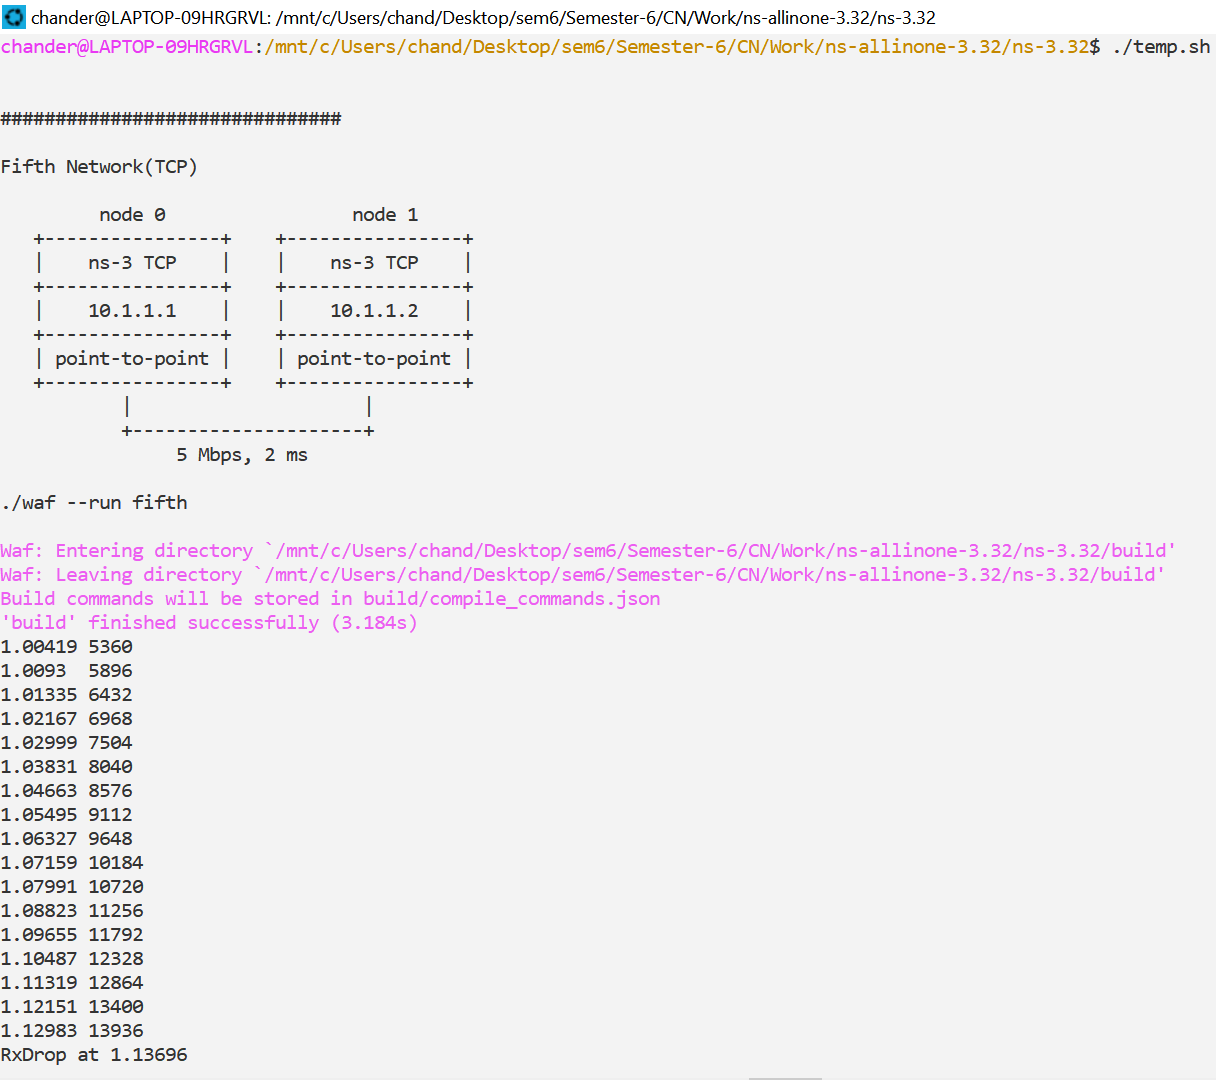 chander@LAPTOP-09HRGRVL: /mnt/c/Users/chand/Desktop/sem6/Semester-6/CN/Work/ns-allinone-3.32/ns-3.32
chander@LAPTOP-09HRGRVL:/mnt/c/Users/chand/Desktop/sem6/Semester-6/CN/Work/ns-allinone-3.32/ns-3.32$ ./temp.sh
###############################
Fifth Network(TCP)
         node 0                 node 1
   +----------------+    +----------------+
   |    ns-3 TCP    |    |    ns-3 TCP    |
   +----------------+    +----------------+
   |    10.1.1.1    |    |    10.1.1.2    |
   +----------------+    +----------------+
   | point-to-point |    | point-to-point |
   +----------------+    +----------------+
           |                     |
           +---------------------+
                5 Mbps, 2 ms
./waf --run fifth
Waf: Entering directory `/mnt/c/Users/chand/Desktop/sem6/Semester-6/CN/Work/ns-allinone-3.32/ns-3.32/build'
Waf: Leaving directory `/mnt/c/Users/chand/Desktop/sem6/Semester-6/CN/Work/ns-allinone-3.32/ns-3.32/build'
Build commands will be stored in build/compile_commands.json
'build' finished successfully (3.184s)
1.00419 5360
1.0093  5896
1.01335 6432
1.02167 6968
1.02999 7504
1.03831 8040
1.04663 8576
1.05495 9112
1.06327 9648
1.07159 10184
1.07991 10720
1.08823 11256
1.09655 11792
1.10487 12328
1.11319 12864
1.12151 13400
1.12983 13936
RxDrop at 1.13696